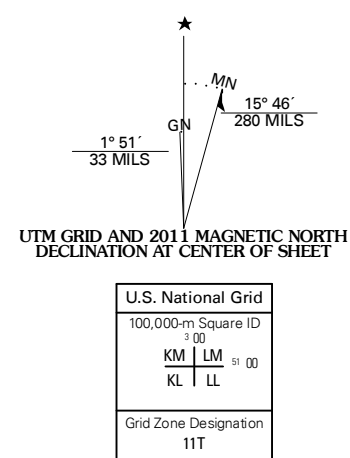 ★
MN
15° 46´
280 MILS
GN
1° 51´
33 MILS
UTM GRID AND 2011 MAGNETIC NORTH
DECLINATION AT CENTER OF SHEET
U.S. National Grid
100,000-m Square ID
3 00
KM LM 51 00
KL LL
Grid Zone Designation
11T